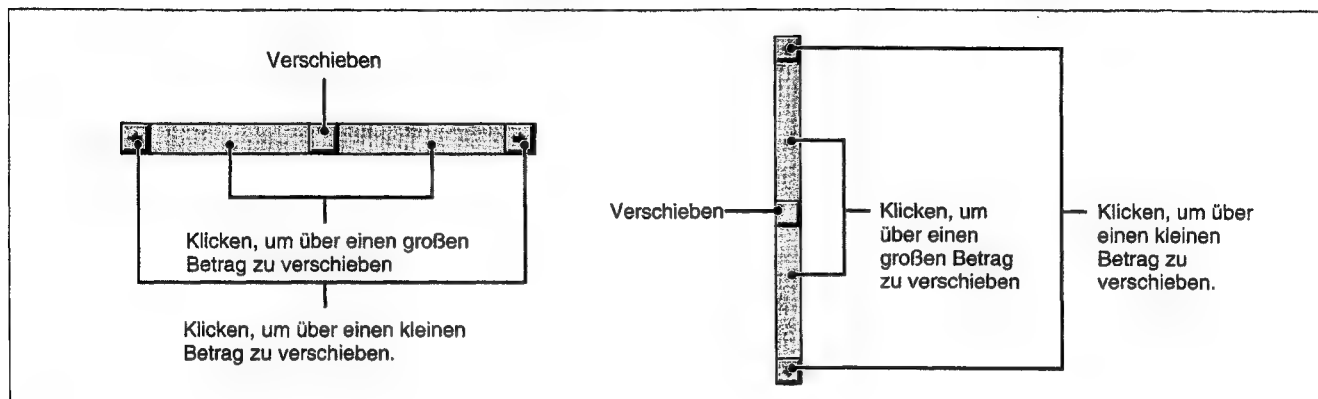 Verschieben
Klicken, um über einen großen
Betrag zu verschieben
Klicken, um über einen kleinen
Betrag zu verschieben.
Verschieben
Klicken, um
über einen
großen Betrag
zu verschieben
Klicken, um über
einen kleinen
Betrag zu
verschieben.